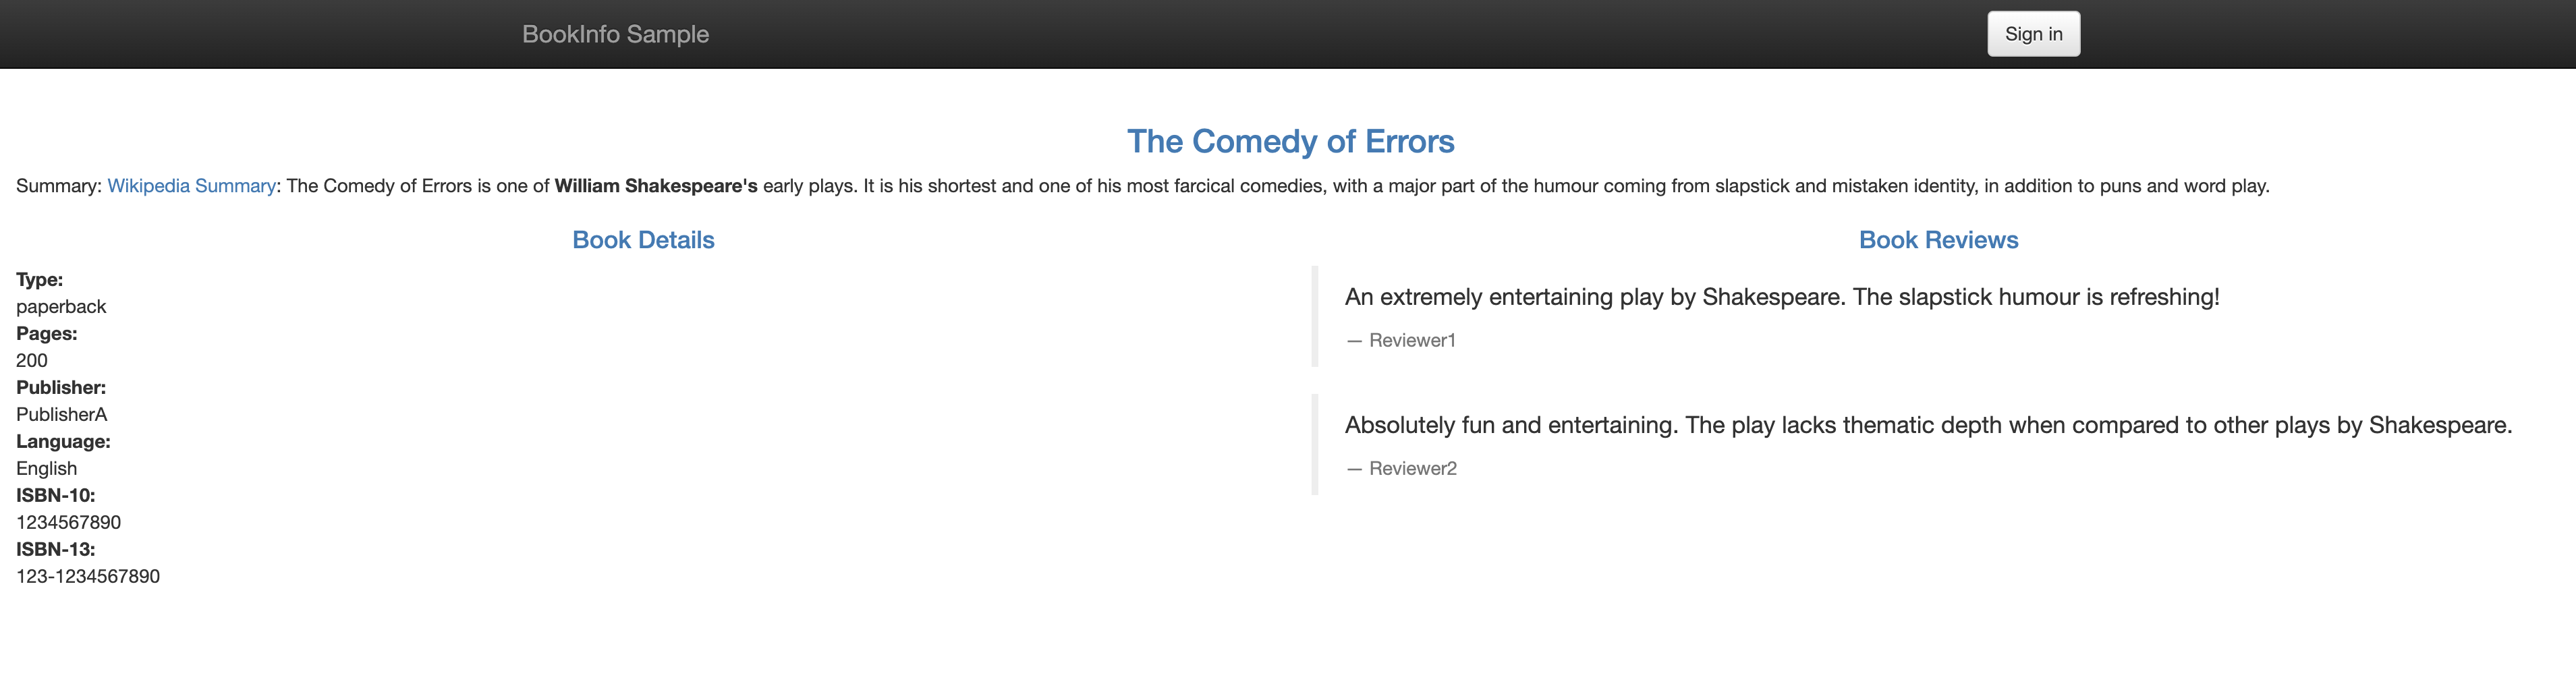 BookInfo Sample
Sign in
The Comedy of Errors
Summary: Wikipedia Summary: The Comedy of Errors is one of William Shakespeare's early plays. It is his shortest and one of his most farcical comedies, with a major part of the humour coming from slapstick and mistaken identity, in addition to puns and word play.
Book Details
Type:
paperback
Pages:
200
Publisher:
PublisherA
Language:
English
ISBN-10:
1234567890
ISBN-13:
123-1234567890
Book Reviews
An extremely entertaining play by Shakespeare. The slapstick humour is refreshing!
— Reviewer1
Absolutely fun and entertaining. The play lacks thematic depth when compared to other plays by Shakespeare.
— Reviewer2